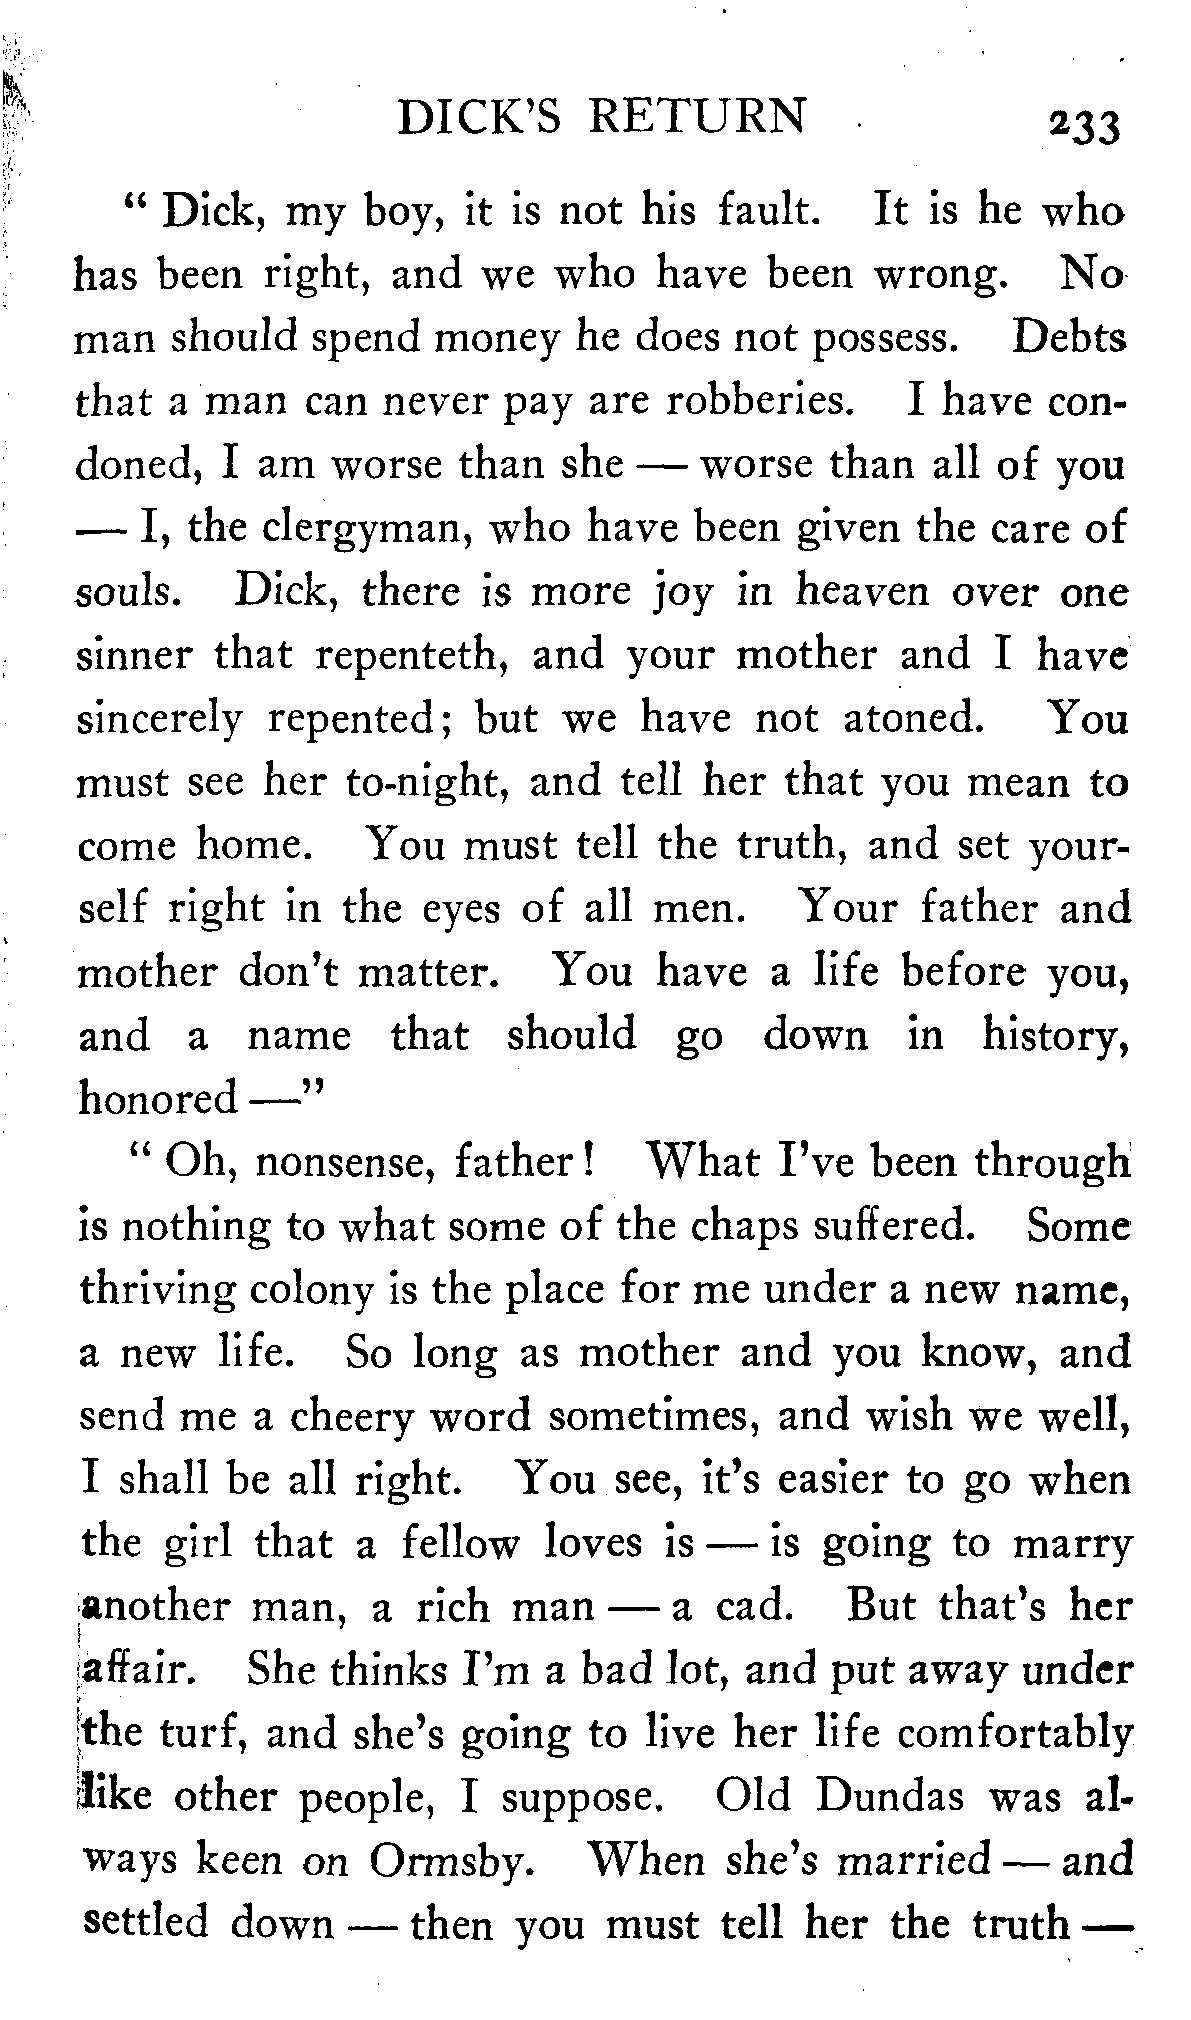 DICK'S RETURN 233
" Dick, my boy, it is not his fault. It is he who
has been right, and we who have been wrong. No
man should spend money he does not possess. Debts
that a man can never pay are robberies. I have con-
doned, I am worse than she — worse than all of you
— I, the clergyman, who have been given the care of
souls. Dick, there is more joy in heaven over one
sinner that repenteth, and your mother and I have
sincerely repented; but we have not atoned. You
must see her to-night, and tell her that you mean to
come home. You must tell the truth, and set your-
self right in the eyes of all men. Your father and
mother don't matter. You have a life before you,
and a name that should go down in history,
honored —"
" Oh, nonsense, father! What I've been through
is nothing to what some of the chaps suffered. Some
thriving colony is the place for me under a new name,
a new life. So long as mother and you know, and
send me a cheery word sometimes, and wish we well,
I shall be all right. You see, it's easier to go when
the girl that a fellow loves is — is going to marry
another man, a rich man — a cad. But that's her
affair. She thinks I'm a bad lot, and put away under
the turf, and she's going to live her life comfortably
like other people, I suppose. Old Dundas was al-
ways keen on Ormsby. When she's married — and
settled down — then you must tell her the truth —